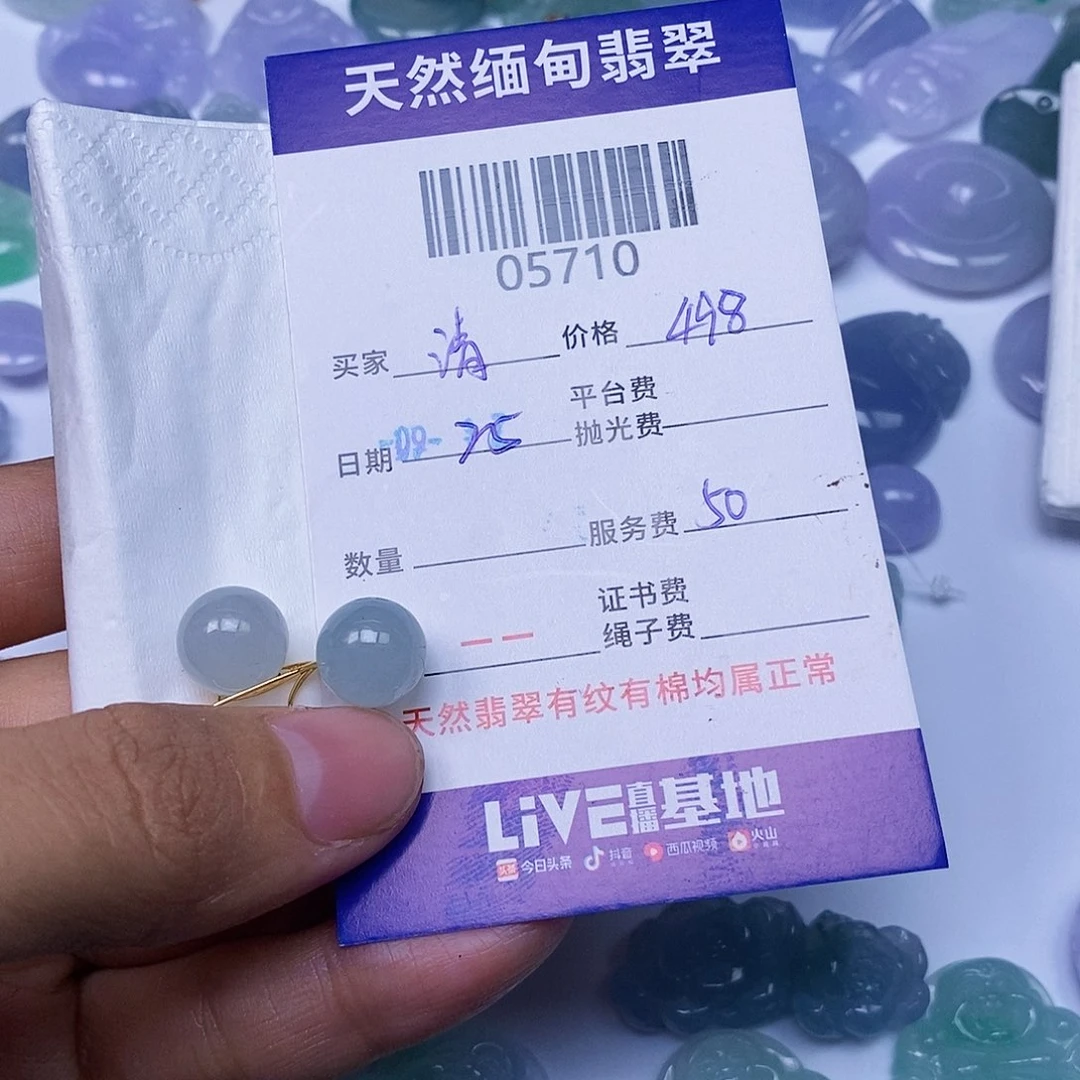 天然缅甸翡翠
05710
买家 清 价格 498
平台费
日期 -09- 25 抛光费
数量 服务费 50
证书费
— — 绳子费
天然翡翠有纹有棉均属正常
LiVE直播基地
头条 今日头条 抖音 西瓜视频 火山